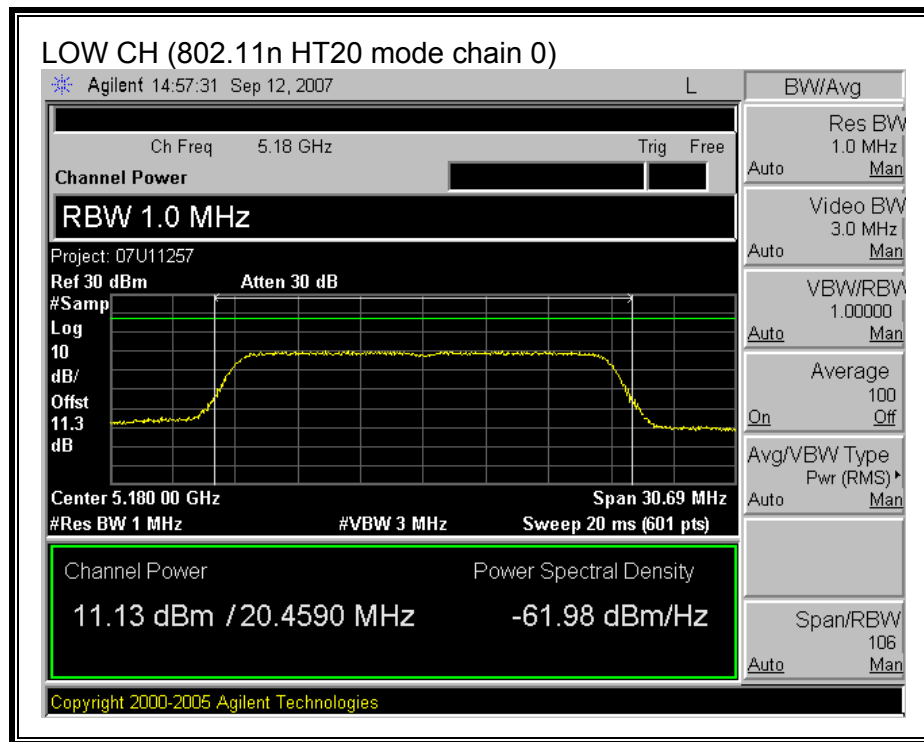 LOW CH (802.11n HT20 mode chain 0)
Agilent 14:57:31 Sep 12, 2007 L
BW/Avg
Ch Freq 5.18 GHz Trig Free
Channel Power
RBW 1.0 MHz
Project: 07U11257
Ref 30 dBm Atten 30 dB
#Samp
Log
10
dB/
Offst
11.3
dB
Center 5.180 00 GHz Span 30.69 MHz
#Res BW 1 MHz #VBW 3 MHz Sweep 20 ms (601 pts)
Channel Power Power Spectral Density
11.13 dBm / 20.4590 MHz -61.98 dBm/Hz
Copyright 2000-2005 Agilent Technologies
Res BW
1.0 MHz
Auto Man
Video BW
3.0 MHz
Auto Man
VBW/RBW
1.00000
Auto Man
Average
100
On Off
Avg/VBW Type
Pwr (RMS)
Auto Man
Span/RBW
106
Auto Man